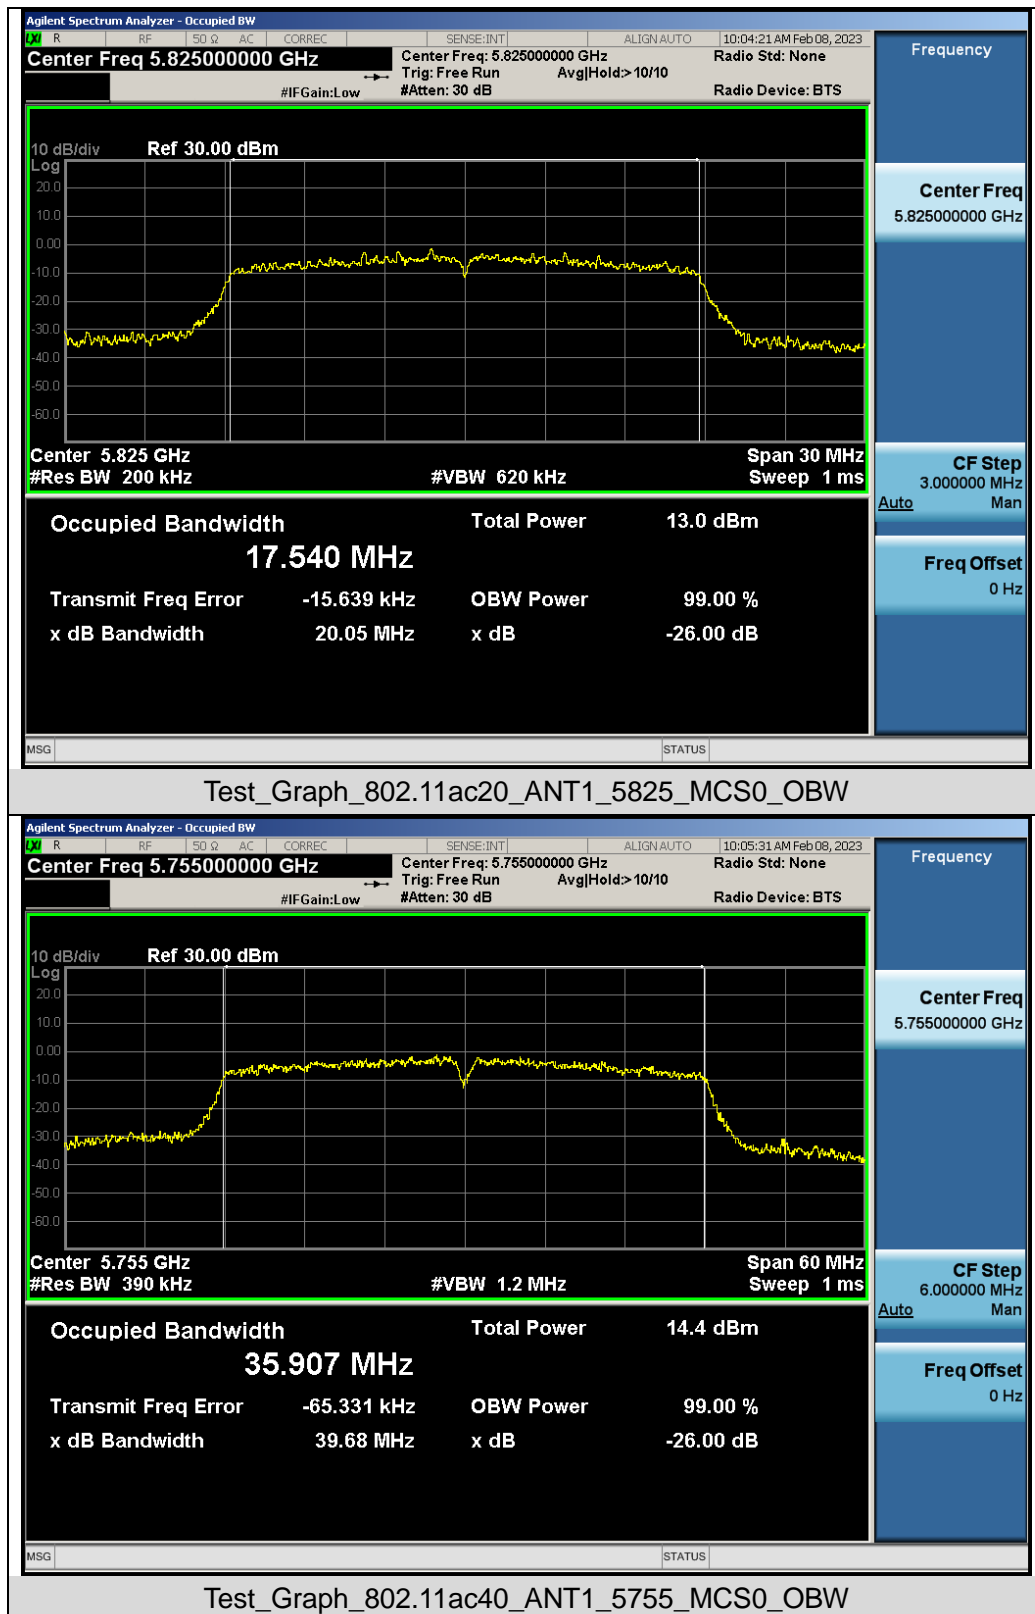 Agilent Spectrum Analyzer - Occupied BW
LXI R RF 50 Ω AC CORREC SENSE:INT ALIGN AUTO 10:04:21 AM Feb 08, 2023
Center Freq 5.825000000 GHz Center Freq: 5.825000000 GHz Radio Std: None
Trig: Free Run Avg|Hold:>10/10
#IFGain:Low #Atten: 30 dB Radio Device: BTS
Frequency
10 dB/div Ref 30.00 dBm
Log
20.0
10.0
0.00
-10.0
-20.0
-30.0
-40.0
-50.0
-60.0
Center 5.825 GHz Span 30 MHz
#Res BW 200 kHz #VBW 620 kHz Sweep 1 ms
Center Freq
5.825000000 GHz
CF Step
3.000000 MHz
Auto Man
Freq Offset
0 Hz
Occupied Bandwidth Total Power 13.0 dBm
17.540 MHz
Transmit Freq Error -15.639 kHz OBW Power 99.00 %
x dB Bandwidth 20.05 MHz x dB -26.00 dB
MSG STATUS
Test_Graph_802.11ac20_ANT1_5825_MCS0_OBW
Agilent Spectrum Analyzer - Occupied BW
LXI R RF 50 Ω AC CORREC SENSE:INT ALIGN AUTO 10:05:31 AM Feb 08, 2023
Center Freq 5.755000000 GHz Center Freq: 5.755000000 GHz Radio Std: None
Trig: Free Run Avg|Hold:>10/10
#IFGain:Low #Atten: 30 dB Radio Device: BTS
Frequency
10 dB/div Ref 30.00 dBm
Log
20.0
10.0
0.00
-10.0
-20.0
-30.0
-40.0
-50.0
-60.0
Center 5.755 GHz Span 60 MHz
#Res BW 390 kHz #VBW 1.2 MHz Sweep 1 ms
Center Freq
5.755000000 GHz
CF Step
6.000000 MHz
Auto Man
Freq Offset
0 Hz
Occupied Bandwidth Total Power 14.4 dBm
35.907 MHz
Transmit Freq Error -65.331 kHz OBW Power 99.00 %
x dB Bandwidth 39.68 MHz x dB -26.00 dB
MSG STATUS
Test_Graph_802.11ac40_ANT1_5755_MCS0_OBW